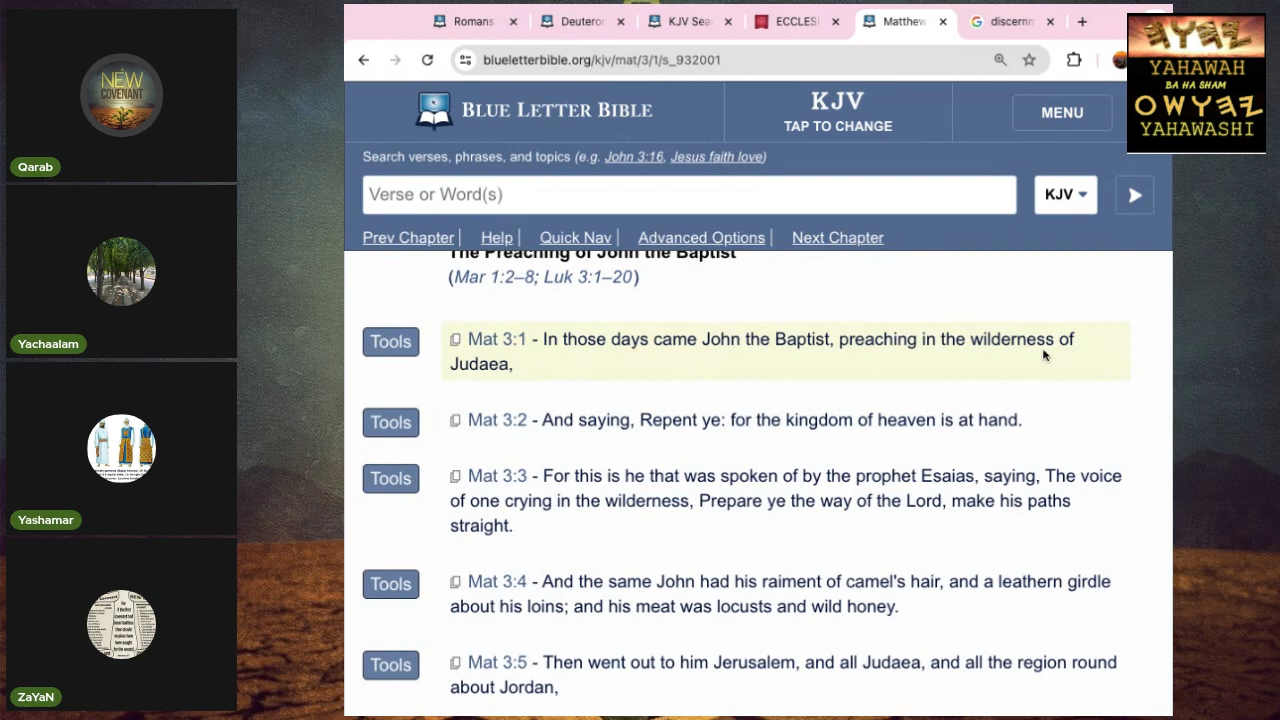 A
NEW
COVENANT
Qarab
Yachaalam
Yashamar
ZaYaN
Romans
Deuteror
KJV Sea
ECCLESI
Matthew
discernm
blueletterbible.org/kjv/mat/3/1/s_932001
BLUE LETTER BIBLE
KJV
TAP TO CHANGE
MENU
Search verses, phrases, and topics (e.g. John 3:16, Jesus faith love)
Verse or Word(s)
KJV
Prev Chapter | Help | Quick Nav | Advanced Options | Next Chapter
The Preaching of John the Baptist
(Mar 1:2–8; Luk 3:1–20)
Tools
Mat 3:1 - In those days came John the Baptist, preaching in the wilderness of
Judaea,
Tools
Mat 3:2 - And saying, Repent ye: for the kingdom of heaven is at hand.
Tools
Mat 3:3 - For this is he that was spoken of by the prophet Esaias, saying, The voice
of one crying in the wilderness, Prepare ye the way of the Lord, make his paths
straight.
Tools
Mat 3:4 - And the same John had his raiment of camel's hair, and a leathern girdle
about his loins; and his meat was locusts and wild honey.
Tools
Mat 3:5 - Then went out to him Jerusalem, and all Judaea, and all the region round
about Jordan,
YAHAWAH
BA HA SHAM
YAHAWASHI